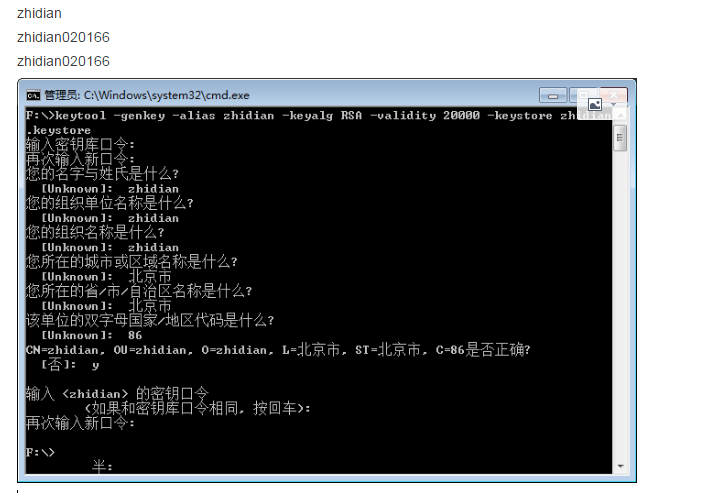 zhidian
zhidian020166
zhidian020166
管理员: C:\Windows\system32\cmd.exe
F:\>keytool -genkey -alias zhidian -keyalg RSA -validity 20000 -keystore zhidian
.keystore
输入密钥库口令:
再次输入新口令:
您的名字与姓氏是什么?
[Unknown]:  zhidian
您的组织单位名称是什么?
[Unknown]:  zhidian
您的组织名称是什么?
[Unknown]:  zhidian
您所在的城市或区域名称是什么?
[Unknown]:  北京市
您所在的省/市/自治区名称是什么?
[Unknown]:  北京市
该单位的双字母国家/地区代码是什么?
[Unknown]:  86
CN=zhidian, OU=zhidian, O=zhidian, L=北京市, ST=北京市, C=86是否正确?
[否]:  y
输入 <zhidian> 的密钥口令
(如果和密钥库口令相同, 按回车):
再次输入新口令:
F:\>
半: